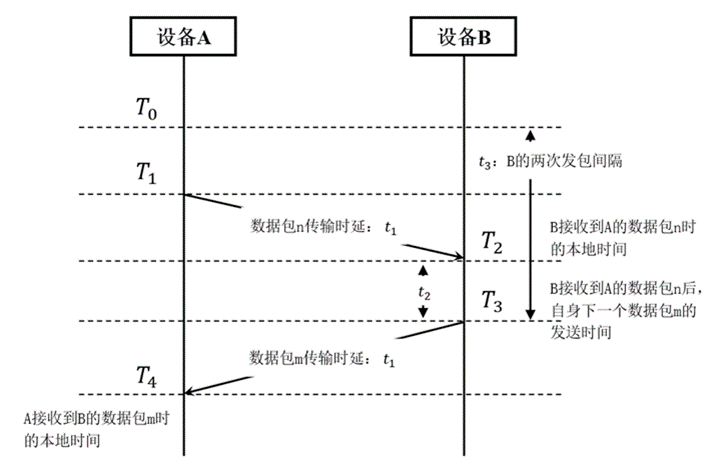 设备A
设备B
T₀
t₃：B的两次发包间隔
T₁
数据包n传输时延：t₁
T₂
B接收到A的数据包n时
的本地时间
t₂
B接收到A的数据包n后，
自身下一个数据包m的
发送时间
T₃
数据包m传输时延：t₁
T₄
A接收到B的数据包m时
的本地时间